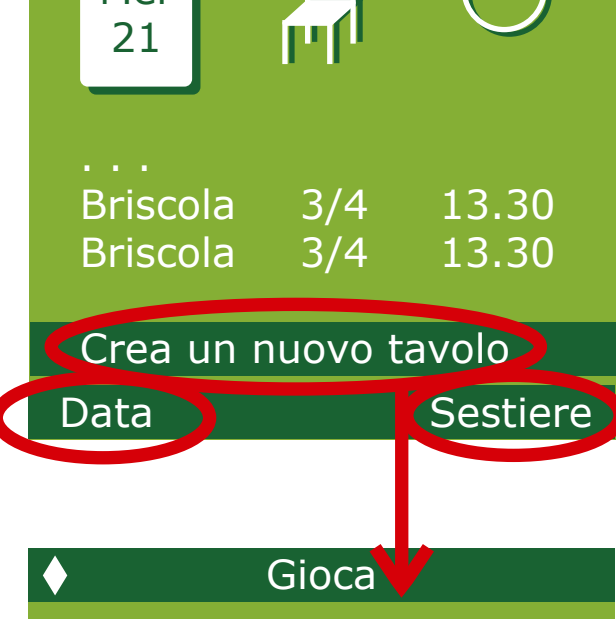 21
. . .
Briscola 3/4 13.30
Briscola 3/4 13.30
Crea un nuovo tavolo
Data Sestiere
Gioca